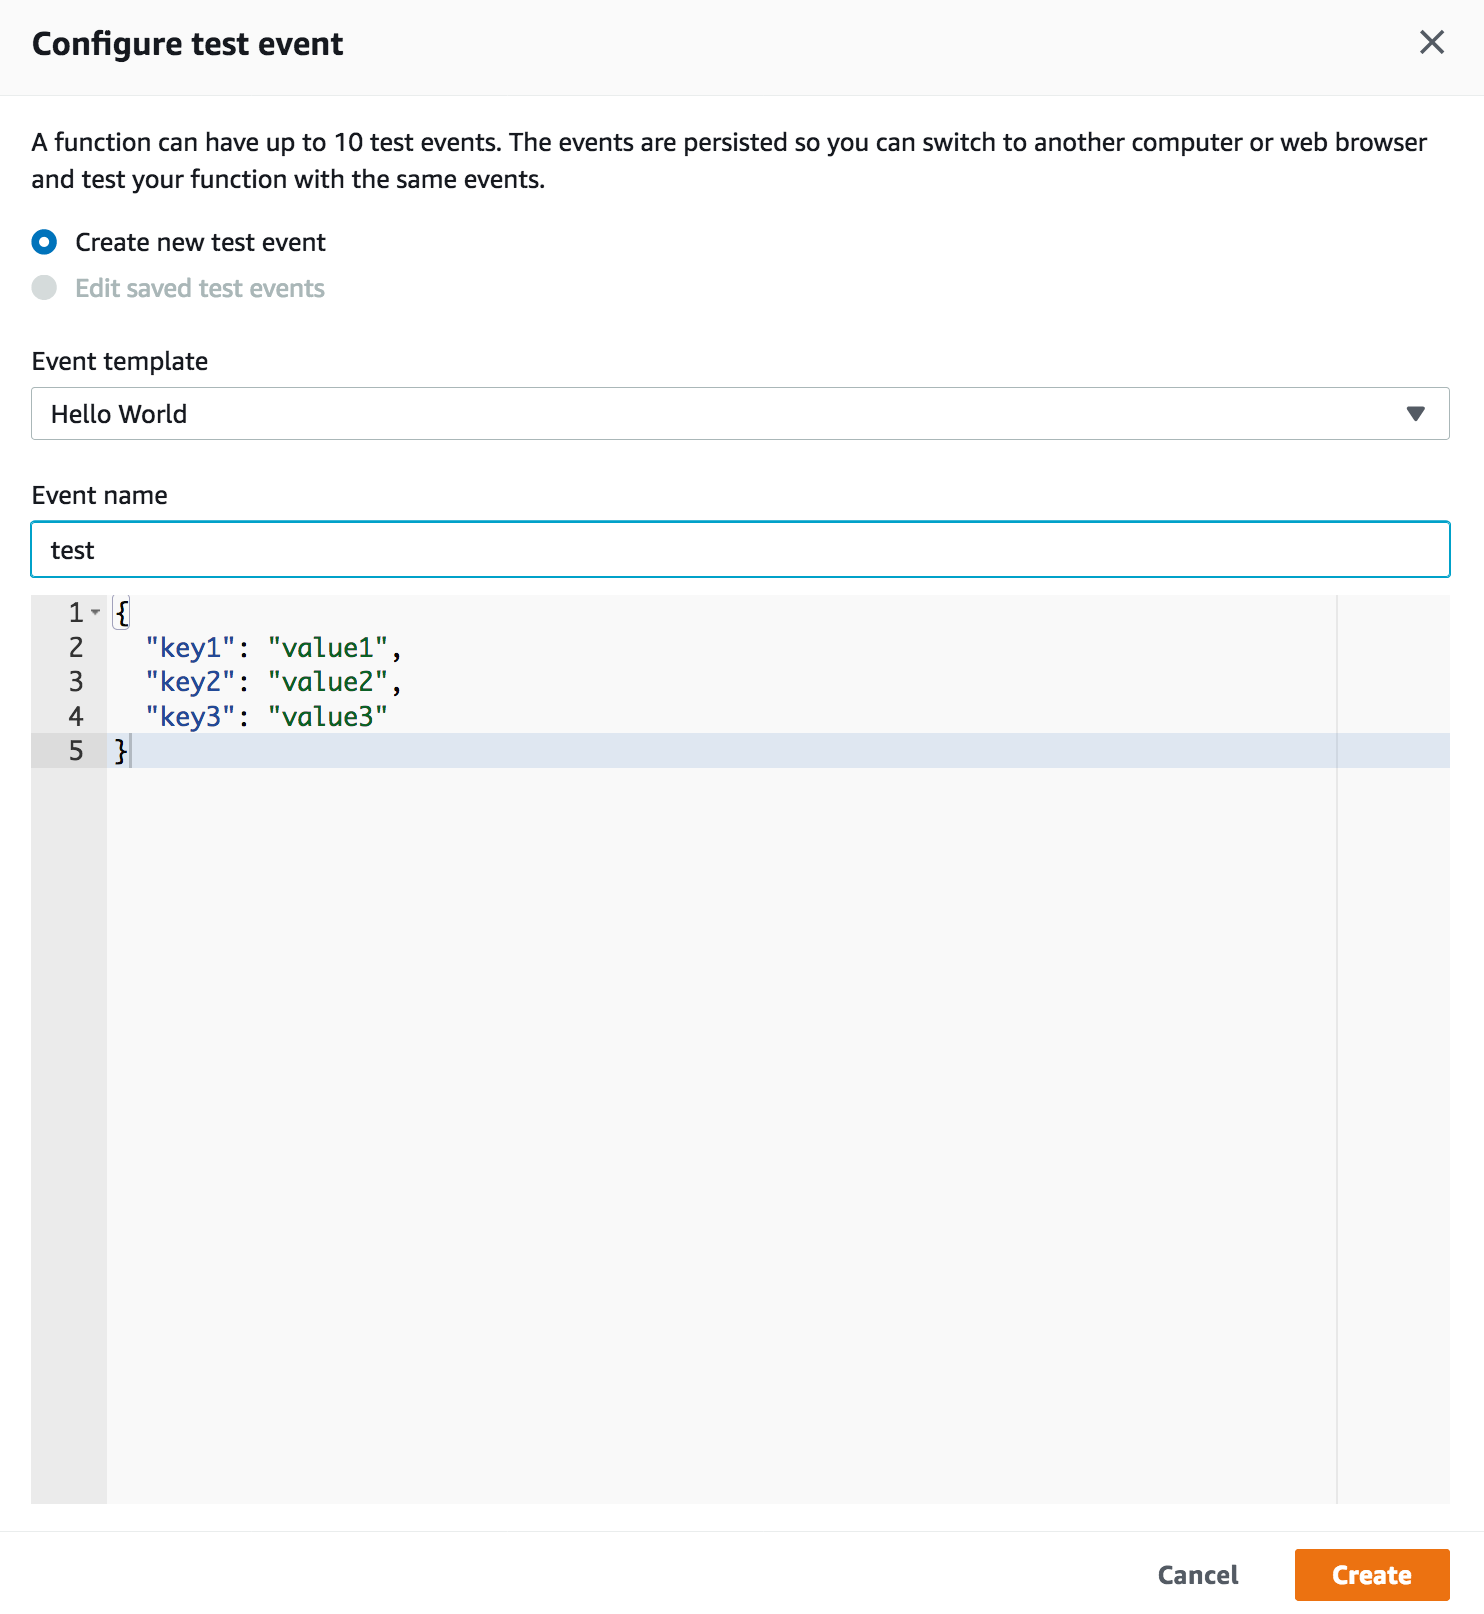 Configure test event
A function can have up to 10 test events. The events are persisted so you can switch to another computer or web browser
and test your function with the same events.
Create new test event
Edit saved test events
Event template
Hello World
Event name
test
1 {
2 "key1": "value1",
3 "key2": "value2",
4 "key3": "value3"
5 }
Cancel Create